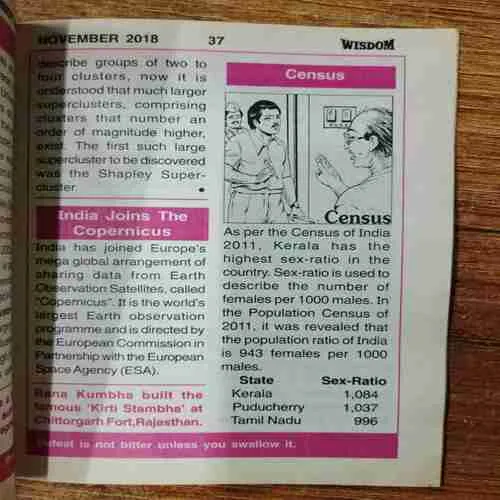 NOVEMBER 2018 37 WISDOM
describe groups of two to
four clusters, now it is
understood that much larger
superclusters, comprising
clusters that number an
order of magnitude higher,
exist. The first such large
supercluster to be discovered
was the Shapley Super-
cluster.
India Joins The
Copernicus
India has joined Europe's
mega global arrangement of
sharing data from Earth
Observation Satellites, called
"Copernicus". It is the world's
largest Earth observation
programme and is directed by
the European Commission in
Partnership with the European
Space Agency (ESA).
Rana Kumbha built the
famous 'Kirti Stambha' at
Chittorgarh Fort,Rajasthan.
Census
Census
As per the Census of India
2011, Kerala has the
highest sex-ratio in the
country. Sex-ratio is used to
describe the number of
females per 1000 males. In
the Population Census of
2011, it was revealed that
the population ratio of India
is 943 females per 1000
males.
State Sex-Ratio
Kerala 1,084
Puducherry 1,037
Tamil Nadu 996
Defeat is not bitter unless you swallow it.